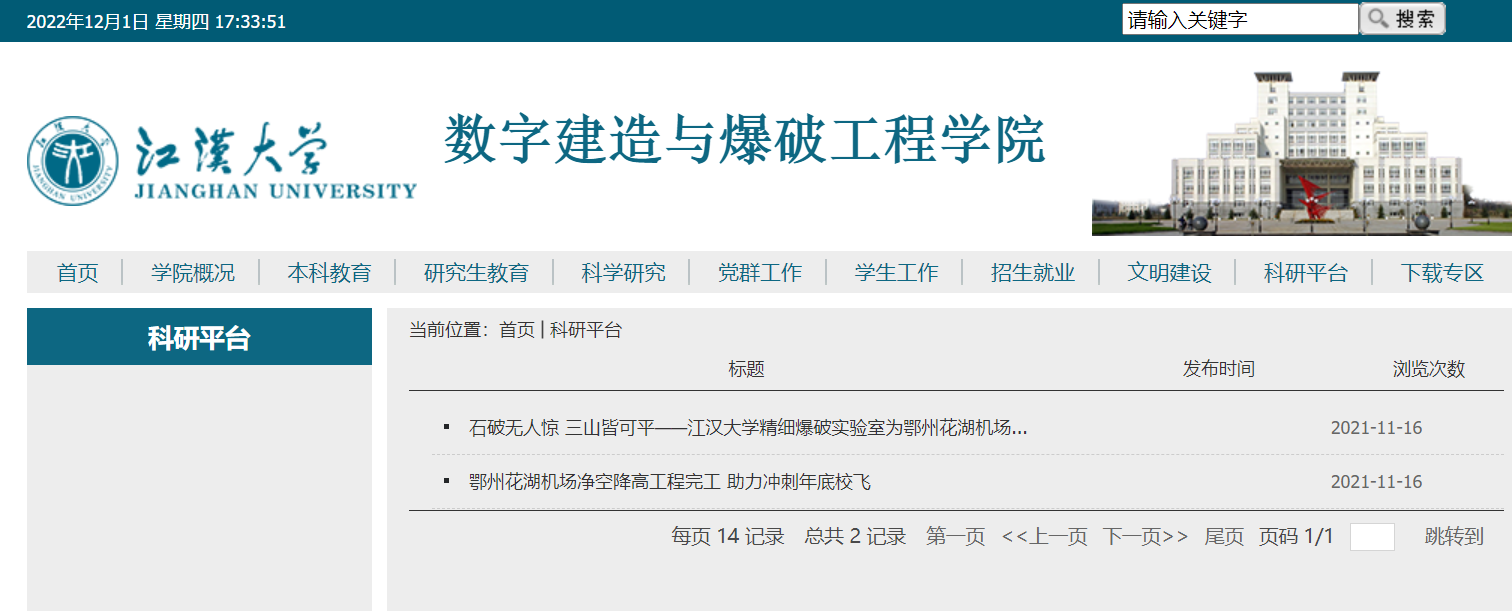 2022年12月1日 星期四 17:33:51
请输入关键字
搜索
江漢大学
JIANGHAN UNIVERSITY
数字建造与爆破工程学院
首页 学院概况 本科教育 研究生教育 科学研究 党群工作 学生工作 招生就业 文明建设 科研平台 下载专区
科研平台
当前位置：首页 | 科研平台
标题 发布时间 浏览次数
石破无人惊 三山皆可平——江汉大学精细爆破实验室为鄂州花湖机场... 2021-11-16
鄂州花湖机场净空降高工程完工 助力冲刺年底校飞 2021-11-16
每页 14 记录 总共 2 记录 第一页 <<上一页 下一页>> 尾页 页码 1/1 跳转到